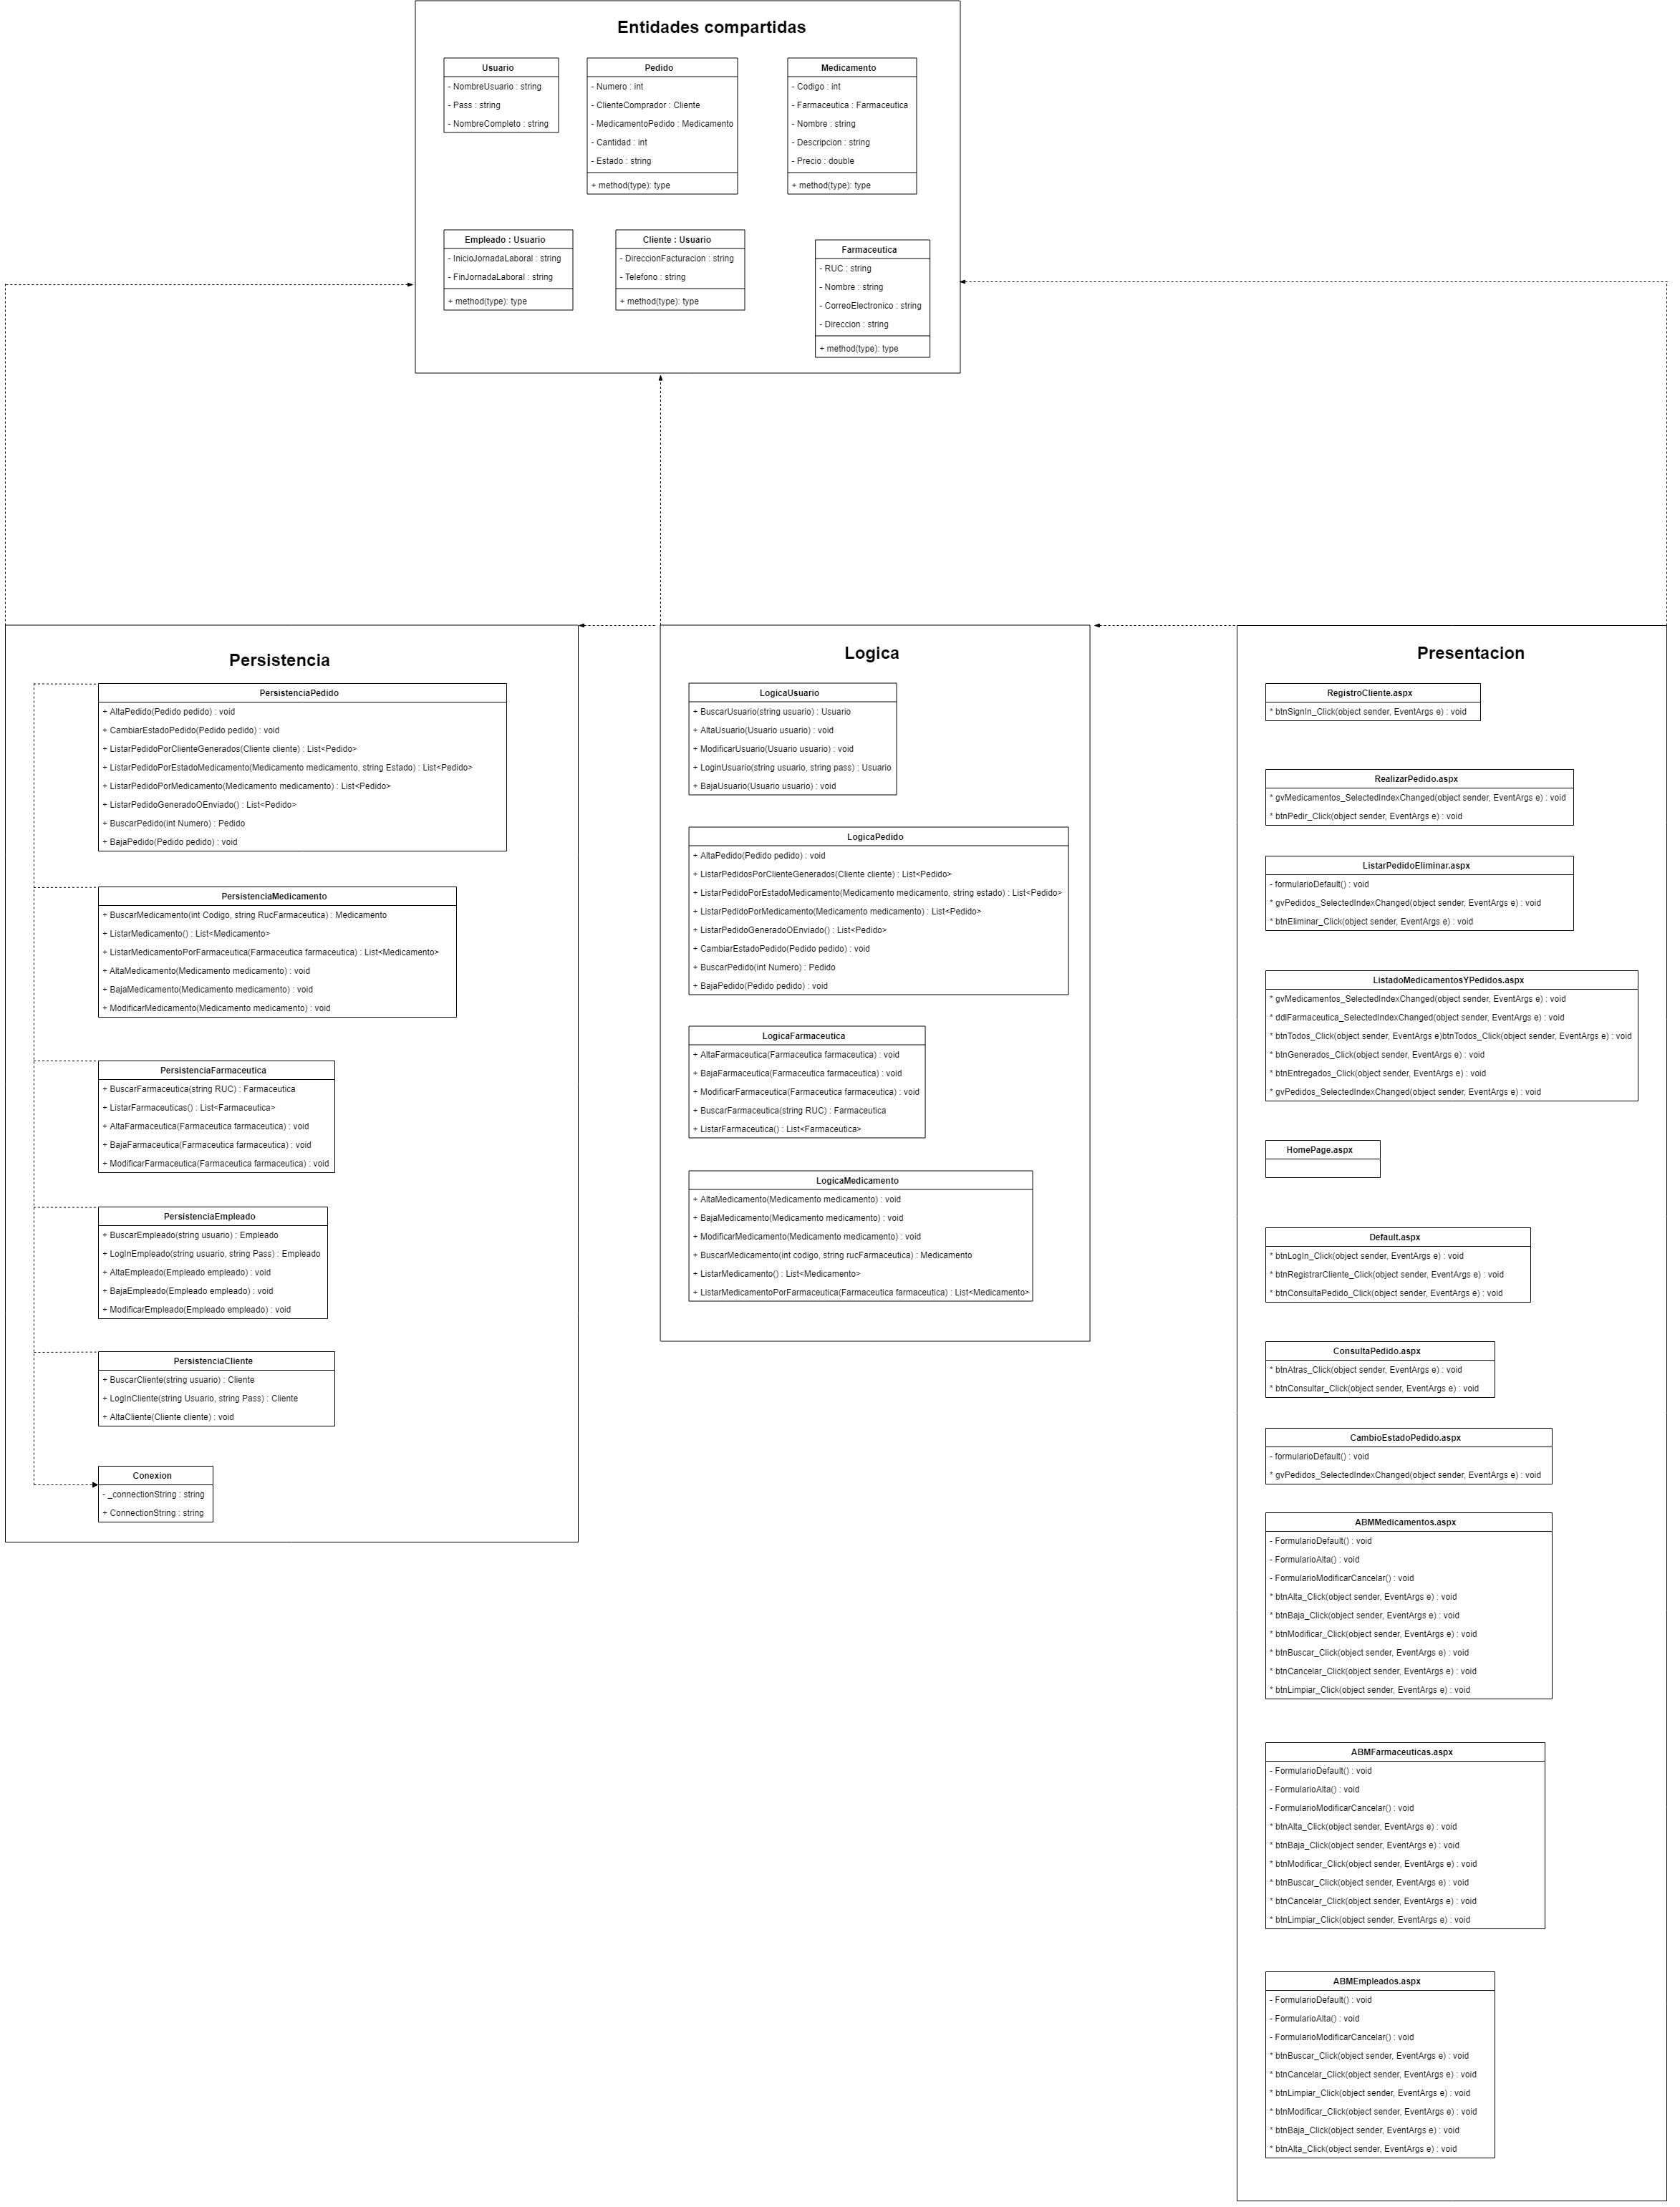 Entidades compartidas
Usuario
- NombreUsuario : string
- Pass : string
- NombreCompleto : string
Pedido
- Numero : int
- ClienteComprador : Cliente
- MedicamentoPedido : Medicamento
- Cantidad : int
- Estado : string
+ method(type): type
Medicamento
- Codigo : int
- Farmaceutica : Farmaceutica
- Nombre : string
- Descripcion : string
- Precio : double
+ method(type): type
Empleado : Usuario
- InicioJornadaLaboral : string
- FinJornadaLaboral : string
+ method(type): type
Cliente : Usuario
- DireccionFacturacion : string
- Telefono : string
+ method(type): type
Farmaceutica
- RUC : string
- Nombre : string
- CorreoElectronico : string
- Direccion : string
+ method(type): type
Persistencia
PersistenciaPedido
+ AltaPedido(Pedido pedido) : void
+ CambiarEstadoPedido(Pedido pedido) : void
+ ListarPedidoPorClienteGenerados(Cliente cliente) : List<Pedido>
+ ListarPedidoPorEstadoMedicamento(Medicamento medicamento, string Estado) : List<Pedido>
+ ListarPedidoPorMedicamento(Medicamento medicamento) : List<Pedido>
+ ListarPedidoGeneradoOEnviado() : List<Pedido>
+ BuscarPedido(int Numero) : Pedido
+ BajaPedido(Pedido pedido) : void
PersistenciaMedicamento
+ BuscarMedicamento(int Codigo, string RucFarmaceutica) : Medicamento
+ ListarMedicamento() : List<Medicamento>
+ ListarMedicamentoPorFarmaceutica(Farmaceutica farmaceutica) : List<Medicamento>
+ AltaMedicamento(Medicamento medicamento) : void
+ BajaMedicamento(Medicamento medicamento) : void
+ ModificarMedicamento(Medicamento medicamento) : void
PersistenciaFarmaceutica
+ BuscarFarmaceutica(string RUC) : Farmaceutica
+ ListarFarmaceuticas() : List<Farmaceutica>
+ AltaFarmaceutica(Farmaceutica farmaceutica) : void
+ BajaFarmaceutica(Farmaceutica farmaceutica) : void
+ ModificarFarmaceutica(Farmaceutica farmaceutica) : void
PersistenciaEmpleado
+ BuscarEmpleado(string usuario) : Empleado
+ LogInEmpleado(string usuario, string Pass) : Empleado
+ AltaEmpleado(Empleado empleado) : void
+ BajaEmpleado(Empleado empleado) : void
+ ModificarEmpleado(Empleado empleado) : void
PersistenciaCliente
+ BuscarCliente(string usuario) : Cliente
+ LogInCliente(string Usuario, string Pass) : Cliente
+ AltaCliente(Cliente cliente) : void
Conexion
- _connectionString : string
+ ConnectionString : string
Logica
LogicaUsuario
+ BuscarUsuario(string usuario) : Usuario
+ AltaUsuario(Usuario usuario) : void
+ ModificarUsuario(Usuario usuario) : void
+ LoginUsuario(string usuario, string pass) : Usuario
+ BajaUsuario(Usuario usuario) : void
LogicaPedido
+ AltaPedido(Pedido pedido) : void
+ ListarPedidosPorClienteGenerados(Cliente cliente) : List<Pedido>
+ ListarPedidoPorEstadoMedicamento(Medicamento medicamento, string estado) : List<Pedido>
+ ListarPedidoPorMedicamento(Medicamento medicamento) : List<Pedido>
+ ListarPedidoGeneradoOEnviado() : List<Pedido>
+ CambiarEstadoPedido(Pedido pedido) : void
+ BuscarPedido(int Numero) : Pedido
+ BajaPedido(Pedido pedido) : void
LogicaFarmaceutica
+ AltaFarmaceutica(Farmaceutica farmaceutica) : void
+ BajaFarmaceutica(Farmaceutica farmaceutica) : void
+ ModificarFarmaceutica(Farmaceutica farmaceutica) : void
+ BuscarFarmaceutica(string RUC) : Farmaceutica
+ ListarFarmaceutica() : List<Farmaceutica>
LogicaMedicamento
+ AltaMedicamento(Medicamento medicamento) : void
+ BajaMedicamento(Medicamento medicamento) : void
+ ModificarMedicamento(Medicamento medicamento) : void
+ BuscarMedicamento(int codigo, string rucFarmaceutica) : Medicamento
+ ListarMedicamento() : List<Medicamento>
+ ListarMedicamentoPorFarmaceutica(Farmaceutica farmaceutica) : List<Medicamento>
Presentacion
RegistroCliente.aspx
* btnSignIn_Click(object sender, EventArgs e) : void
RealizarPedido.aspx
* gvMedicamentos_SelectedIndexChanged(object sender, EventArgs e) : void
* btnPedir_Click(object sender, EventArgs e) : void
ListarPedidoEliminar.aspx
- formularioDefault() : void
* gvPedidos_SelectedIndexChanged(object sender, EventArgs e) : void
* btnEliminar_Click(object sender, EventArgs e) : void
ListadoMedicamentosYPedidos.aspx
* gvMedicamentos_SelectedIndexChanged(object sender, EventArgs e) : void
* ddlFarmaceutica_SelectedIndexChanged(object sender, EventArgs e) : void
* btnTodos_Click(object sender, EventArgs e)btnTodos_Click(object sender, EventArgs e) : void
* btnGenerados_Click(object sender, EventArgs e) : void
* btnEntregados_Click(object sender, EventArgs e) : void
* gvPedidos_SelectedIndexChanged(object sender, EventArgs e) : void
HomePage.aspx
Default.aspx
* btnLogIn_Click(object sender, EventArgs e) : void
* btnRegistrarCliente_Click(object sender, EventArgs e) : void
* btnConsultaPedido_Click(object sender, EventArgs e) : void
ConsultaPedido.aspx
* btnAtras_Click(object sender, EventArgs e) : void
* btnConsultar_Click(object sender, EventArgs e) : void
CambioEstadoPedido.aspx
- formularioDefault() : void
* gvPedidos_SelectedIndexChanged(object sender, EventArgs e) : void
ABMMedicamentos.aspx
- FormularioDefault() : void
- FormularioAlta() : void
- FormularioModificarCancelar() : void
* btnAlta_Click(object sender, EventArgs e) : void
* btnBaja_Click(object sender, EventArgs e) : void
* btnModificar_Click(object sender, EventArgs e) : void
* btnBuscar_Click(object sender, EventArgs e) : void
* btnCancelar_Click(object sender, EventArgs e) : void
* btnLimpiar_Click(object sender, EventArgs e) : void
ABMFarmaceuticas.aspx
- FormularioDefault() : void
- FormularioAlta() : void
- FormularioModificarCancelar() : void
* btnAlta_Click(object sender, EventArgs e) : void
* btnBaja_Click(object sender, EventArgs e) : void
* btnModificar_Click(object sender, EventArgs e) : void
* btnBuscar_Click(object sender, EventArgs e) : void
* btnCancelar_Click(object sender, EventArgs e) : void
* btnLimpiar_Click(object sender, EventArgs e) : void
ABMEmpleados.aspx
- FormularioDefault() : void
- FormularioAlta() : void
- FormularioModificarCancelar() : void
* btnBuscar_Click(object sender, EventArgs e) : void
* btnCancelar_Click(object sender, EventArgs e) : void
* btnLimpiar_Click(object sender, EventArgs e) : void
* btnModificar_Click(object sender, EventArgs e) : void
* btnBaja_Click(object sender, EventArgs e) : void
* btnAlta_Click(object sender, EventArgs e) : void